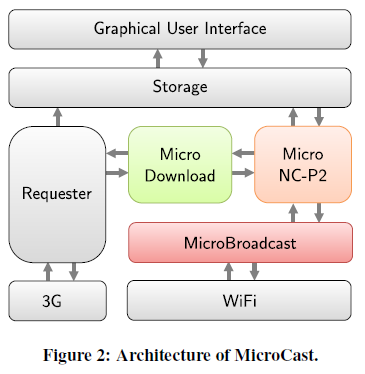 Graphical User Interface
Storage
Requester
Micro
Download
Micro
NC-P2
MicroBroadcast
3G
WiFi
Figure 2: Architecture of MicroCast.